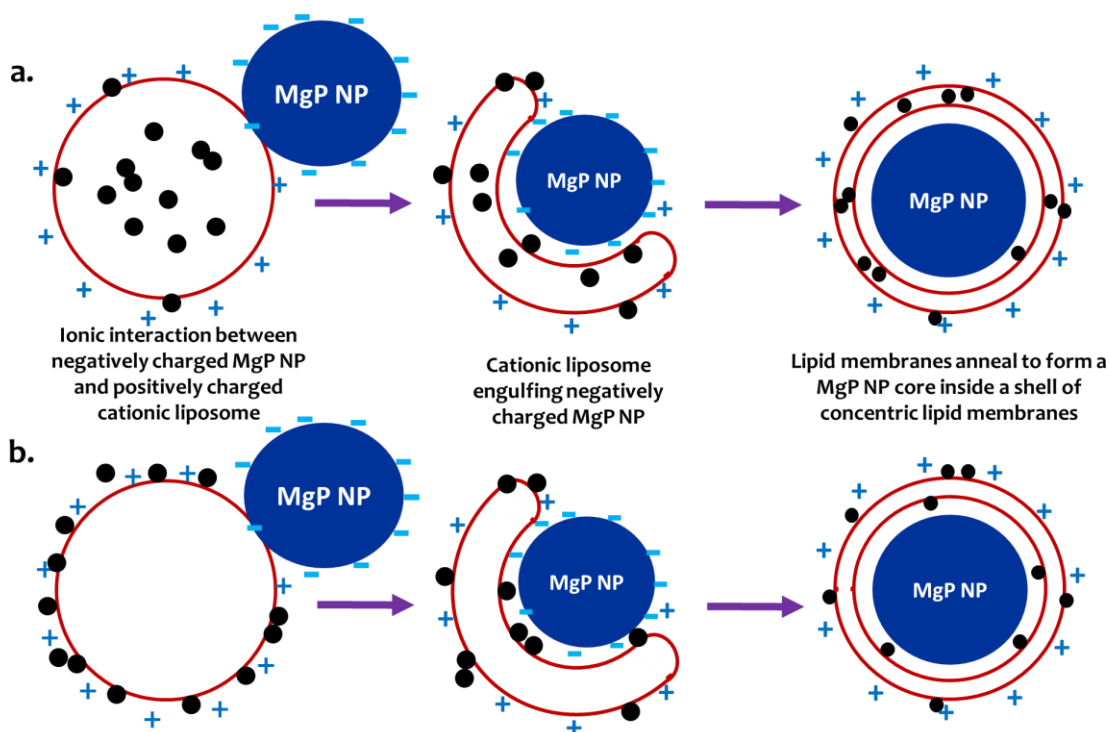 a.
MgP NP
MgP NP
MgP NP
Ionic interaction between
negatively charged MgP NP
and positively charged
cationic liposome
Cationic liposome
engulfing negatively
charged MgP NP
Lipid membranes anneal to form a
MgP NP core inside a shell of
concentric lipid membranes
b.
MgP NP
MgP NP
MgP NP